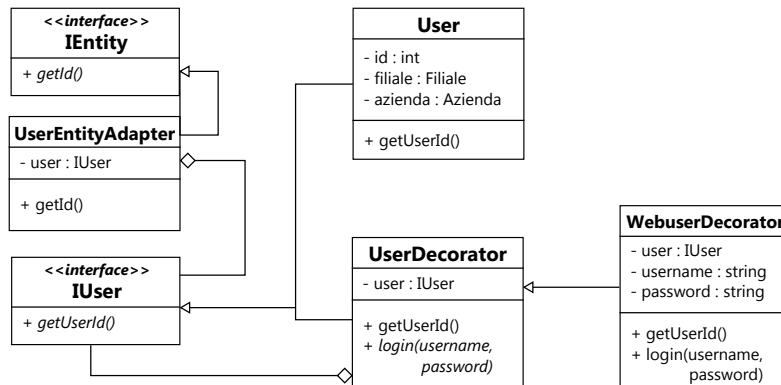 <<interface>>
IEntity
+ getId()
UserEntityAdapter
- user : IUser
+ getId()
<<interface>>
IUser
+ getUserId()
User
- id : int
- filiale : Filiale
- azienda : Azienda
+ getUserId()
UserDecorator
- user : IUser
+ getUserId()
+ login(username,
password)
WebuserDecorator
- user : IUser
- username : string
- password : string
+ getUserId()
+ login(username,
password)